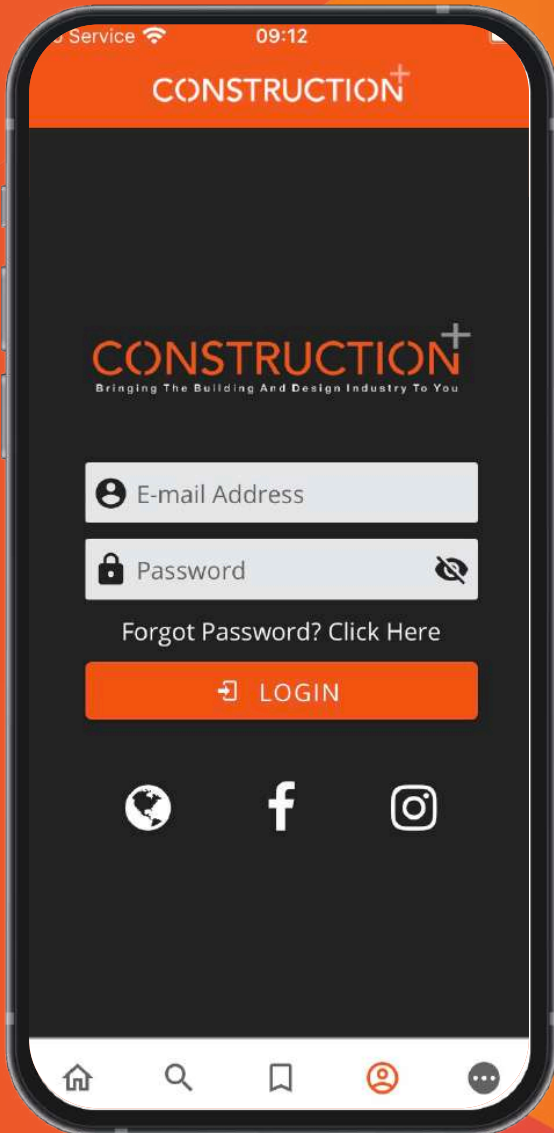 Service 09:12
CONSTRUCTION+
CONSTRUCTION+
Bringing The Building And Design Industry To You
E-mail Address
Password
Forgot Password? Click Here
LOGIN